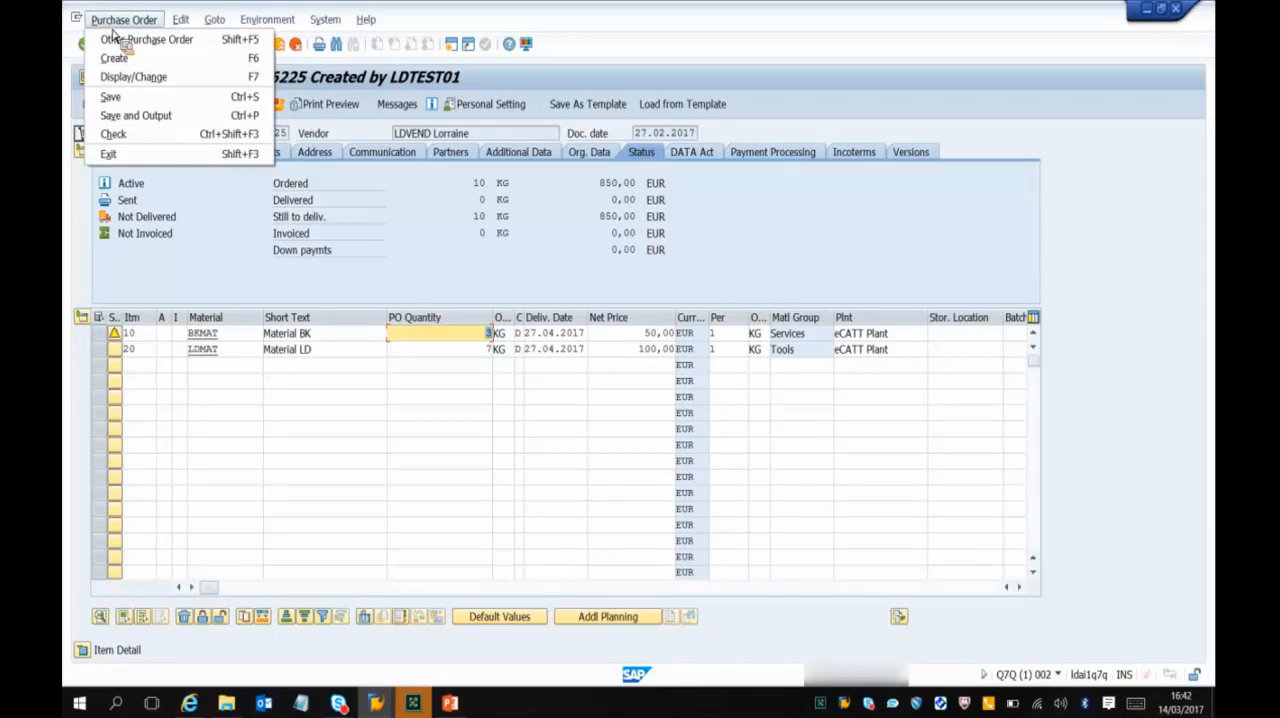 Purchase Order Edit Goto Environment System Help
Other Purchase Order Shift+F5
Create F6
Display/Change F7
Save Ctrl+S
Save and Output Ctrl+P
Check Ctrl+Shift+F3
Exit Shift+F3
6225 Created by LDTEST01
Print Preview Messages Personal Setting Save As Template Load from Template
25 Vendor LDVEND Lorraine Doc. date 27.02.2017
Address Communication Partners Additional Data Org. Data Status DATA Act Payment Processing Incoterms Versions
Active Ordered 10 KG 850,00 EUR
Sent Delivered 0 KG 0,00 EUR
Not Delivered Still to deliv. 10 KG 850,00 EUR
Not Invoiced Invoiced 0 KG 0,00 EUR
Down paymts 0,00 EUR
S.. Itm A I Material Short Text PO Quantity O... C Deliv. Date Net Price Curr... Per O... Matl Group Plnt Stor. Location Batch
10 BKMAT Material BK 3 KG D 27.04.2017 50,00 EUR 1 KG Services eCATT Plant
20 LDMAT Material LD 7 KG D 27.04.2017 100,00 EUR 1 KG Tools eCATT Plant
EUR
EUR
EUR
EUR
EUR
EUR
EUR
EUR
EUR
EUR
EUR
EUR
EUR
EUR
Default Values Addl Planning
Item Detail
SAP Q7Q (1) 002 ldai1q7q INS
16:42
14/03/2017